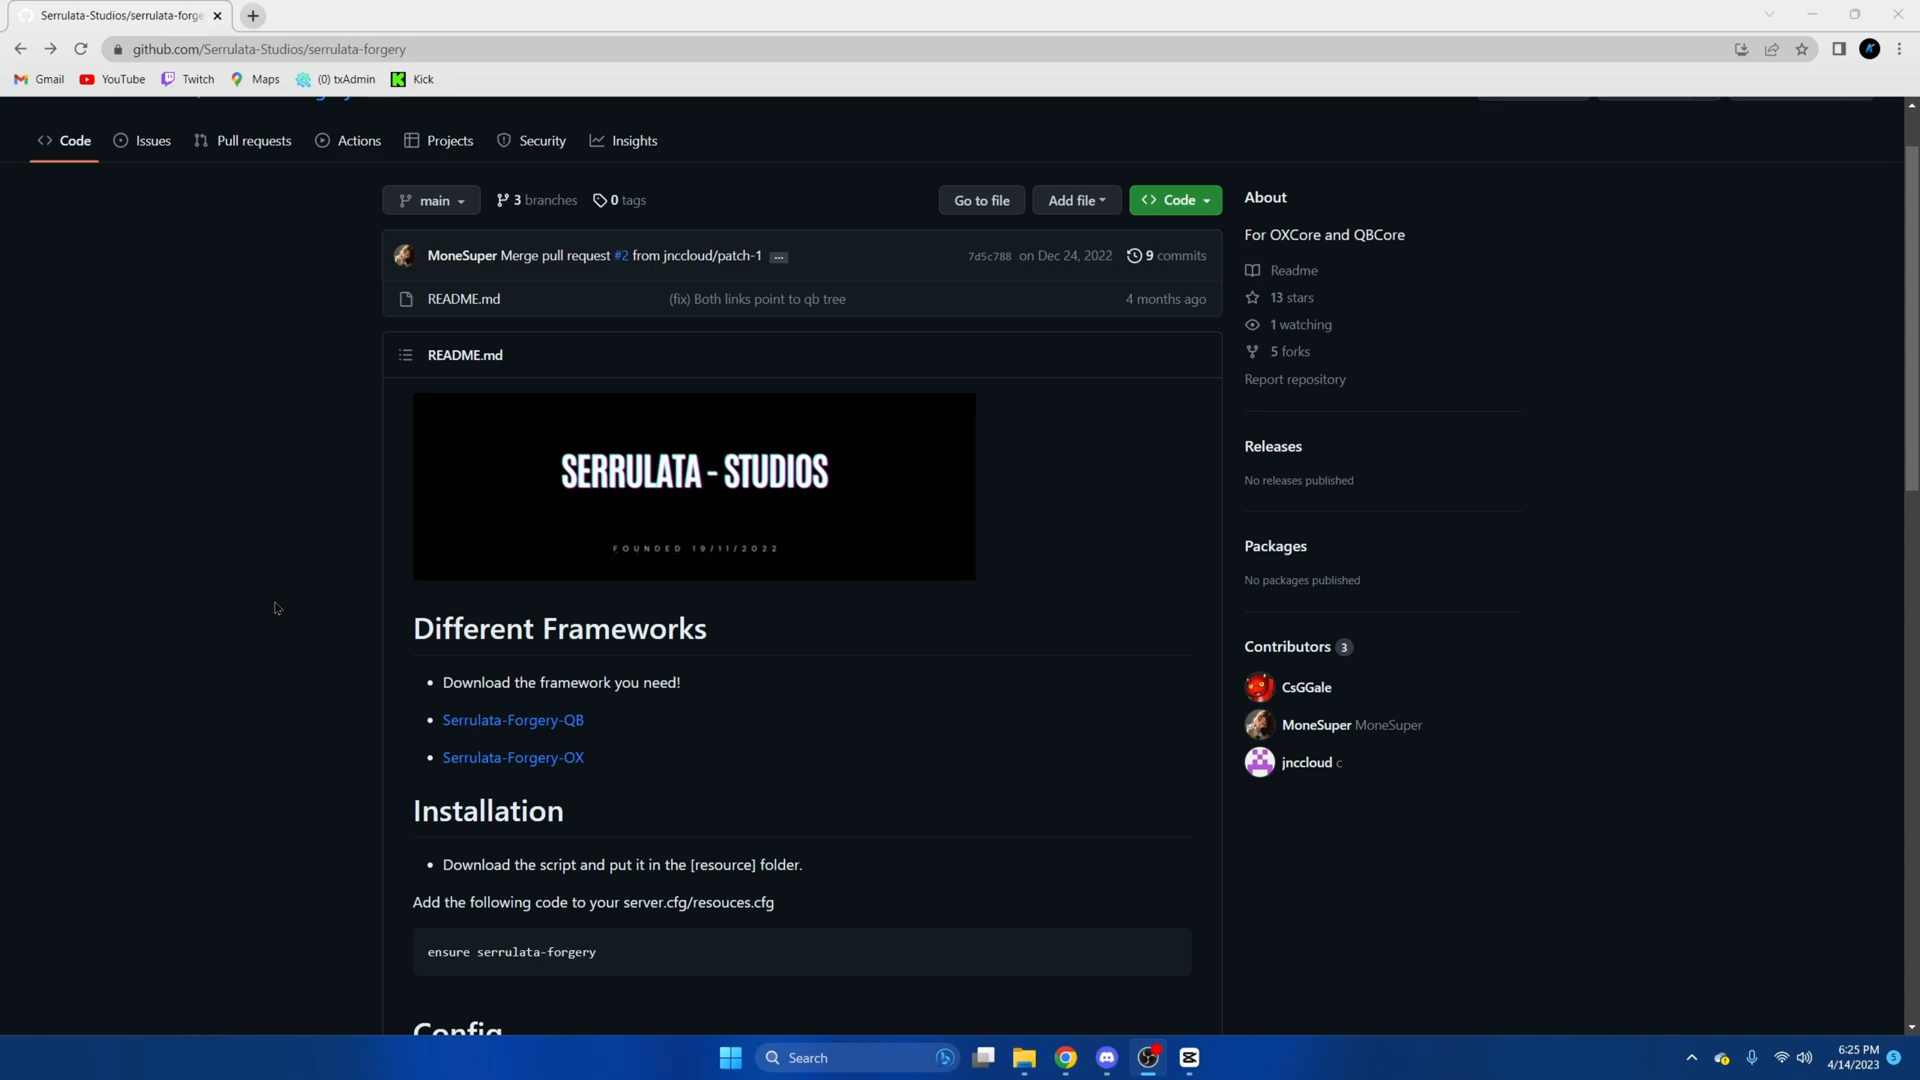 Serrulata-Studios/serrulata-forge
github.com/Serrulata-Studios/serrulata-forgery
Gmail
YouTube
Twitch
Maps
(0) txAdmin
Kick
Code
Issues
Pull requests
Actions
Projects
Security
Insights
main
3 branches
0 tags
Go to file
Add file
Code
MoneSuper Merge pull request #2 from jnccloud/patch-1 ...
7d5c788 on Dec 24, 2022
9 commits
README.md
(fix) Both links point to qb tree
4 months ago
README.md
SERRULATA - STUDIOS
FOUNDED 19/11/2022
Different Frameworks
• Download the framework you need!
• Serrulata-Forgery-QB
• Serrulata-Forgery-OX
Installation
• Download the script and put it in the [resource] folder.
Add the following code to your server.cfg/resouces.cfg
ensure serrulata-forgery
Config
About
For OXCore and QBCore
Readme
13 stars
1 watching
5 forks
Report repository
Releases
No releases published
Packages
No packages published
Contributors 3
CsGGale
MoneSuper MoneSuper
jnccloud c
Search
6:25 PM
4/14/2023
5